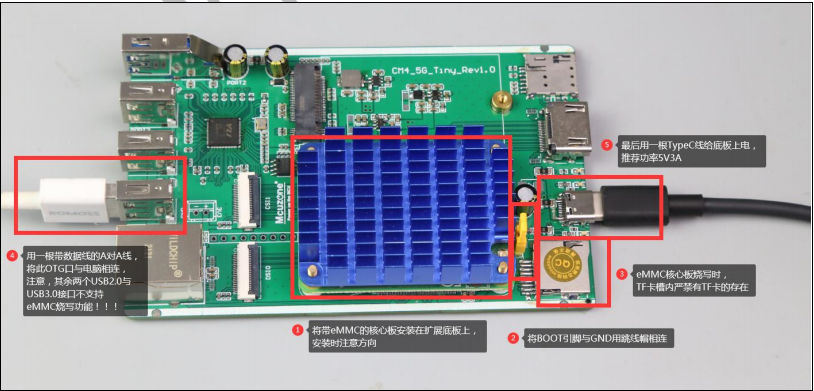 CM4_5G_Tiny_Rev1.0
PORT2
5
最后用一根TypeC线给底板上电，
推荐功率5V3A
CSI1
Mcuzone
ROMOSS
4
用一根带数据线的A对A线，
将此OTG口与电脑相连，
注意，其余两个USB2.0与
USB3.0接口不支持
eMMC烧写功能！！！
DSI0
QC
3
eMMC核心板烧写时，
TF卡槽内严禁有TF卡的存在
1
将带eMMC的核心板安装在扩展底板上，
安装时注意方向
2
将BOOT引脚与GND用跳线帽相连